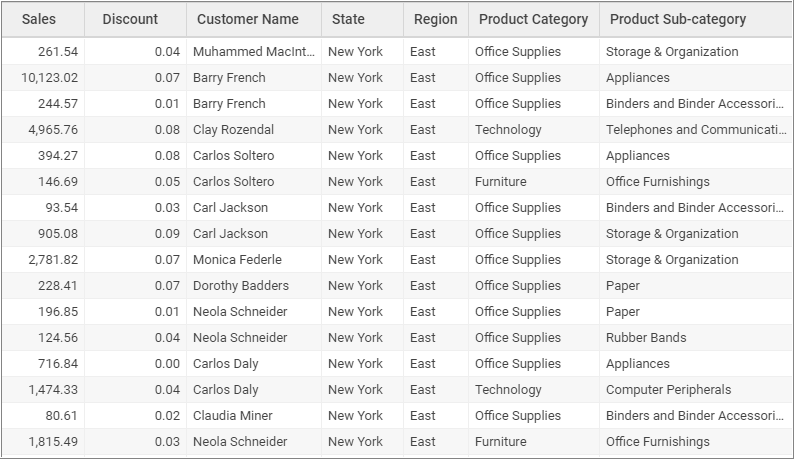 Sales Discount Customer Name State Region Product Category Product Sub-category
261.54 0.04 Muhammed MacInt... New York East Office Supplies Storage & Organization
10,123.02 0.07 Barry French New York East Office Supplies Appliances
244.57 0.01 Barry French New York East Office Supplies Binders and Binder Accessori...
4,965.76 0.08 Clay Rozendal New York East Technology Telephones and Communicati...
394.27 0.08 Carlos Soltero New York East Office Supplies Appliances
146.69 0.05 Carlos Soltero New York East Furniture Office Furnishings
93.54 0.03 Carl Jackson New York East Office Supplies Binders and Binder Accessori...
905.08 0.09 Carl Jackson New York East Office Supplies Storage & Organization
2,781.82 0.07 Monica Federle New York East Office Supplies Storage & Organization
228.41 0.07 Dorothy Badders New York East Office Supplies Paper
196.85 0.01 Neola Schneider New York East Office Supplies Paper
124.56 0.04 Neola Schneider New York East Office Supplies Rubber Bands
716.84 0.00 Carlos Daly New York East Office Supplies Appliances
1,474.33 0.04 Carlos Daly New York East Technology Computer Peripherals
80.61 0.02 Claudia Miner New York East Office Supplies Binders and Binder Accessori...
1,815.49 0.03 Neola Schneider New York East Furniture Office Furnishings